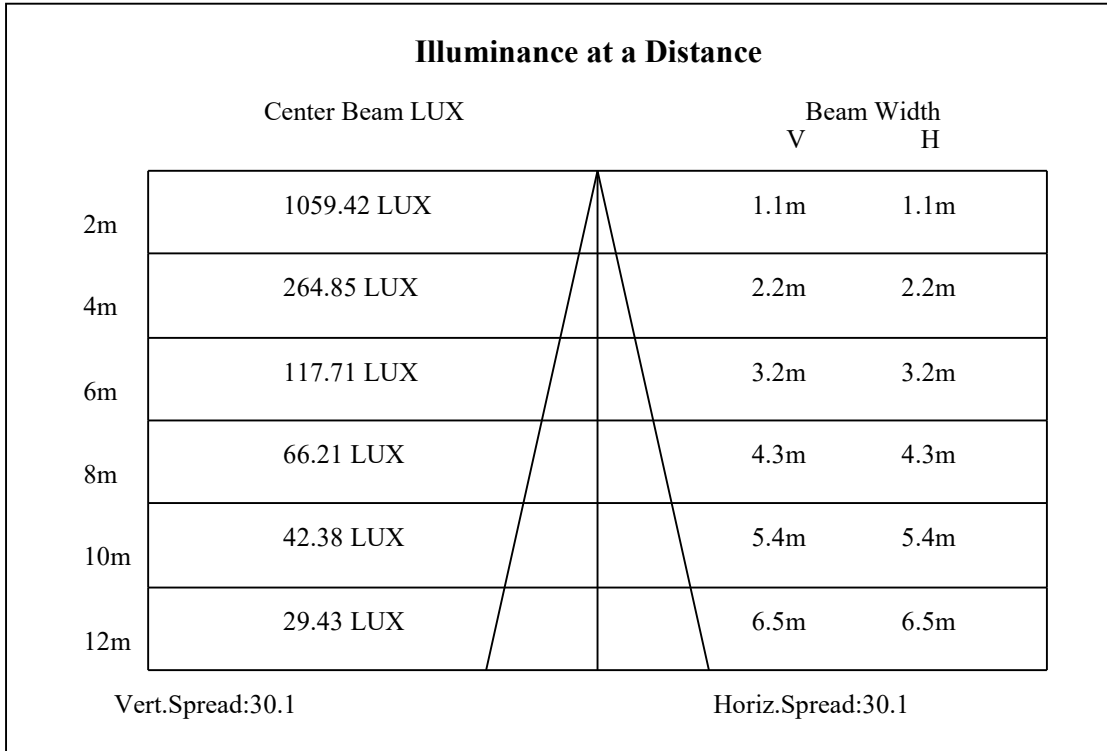 Illuminance at a Distance
Center Beam LUX Beam Width
V H
2m 1059.42 LUX 1.1m 1.1m
4m 264.85 LUX 2.2m 2.2m
6m 117.71 LUX 3.2m 3.2m
8m 66.21 LUX 4.3m 4.3m
10m 42.38 LUX 5.4m 5.4m
12m 29.43 LUX 6.5m 6.5m
Vert.Spread:30.1 Horiz.Spread:30.1